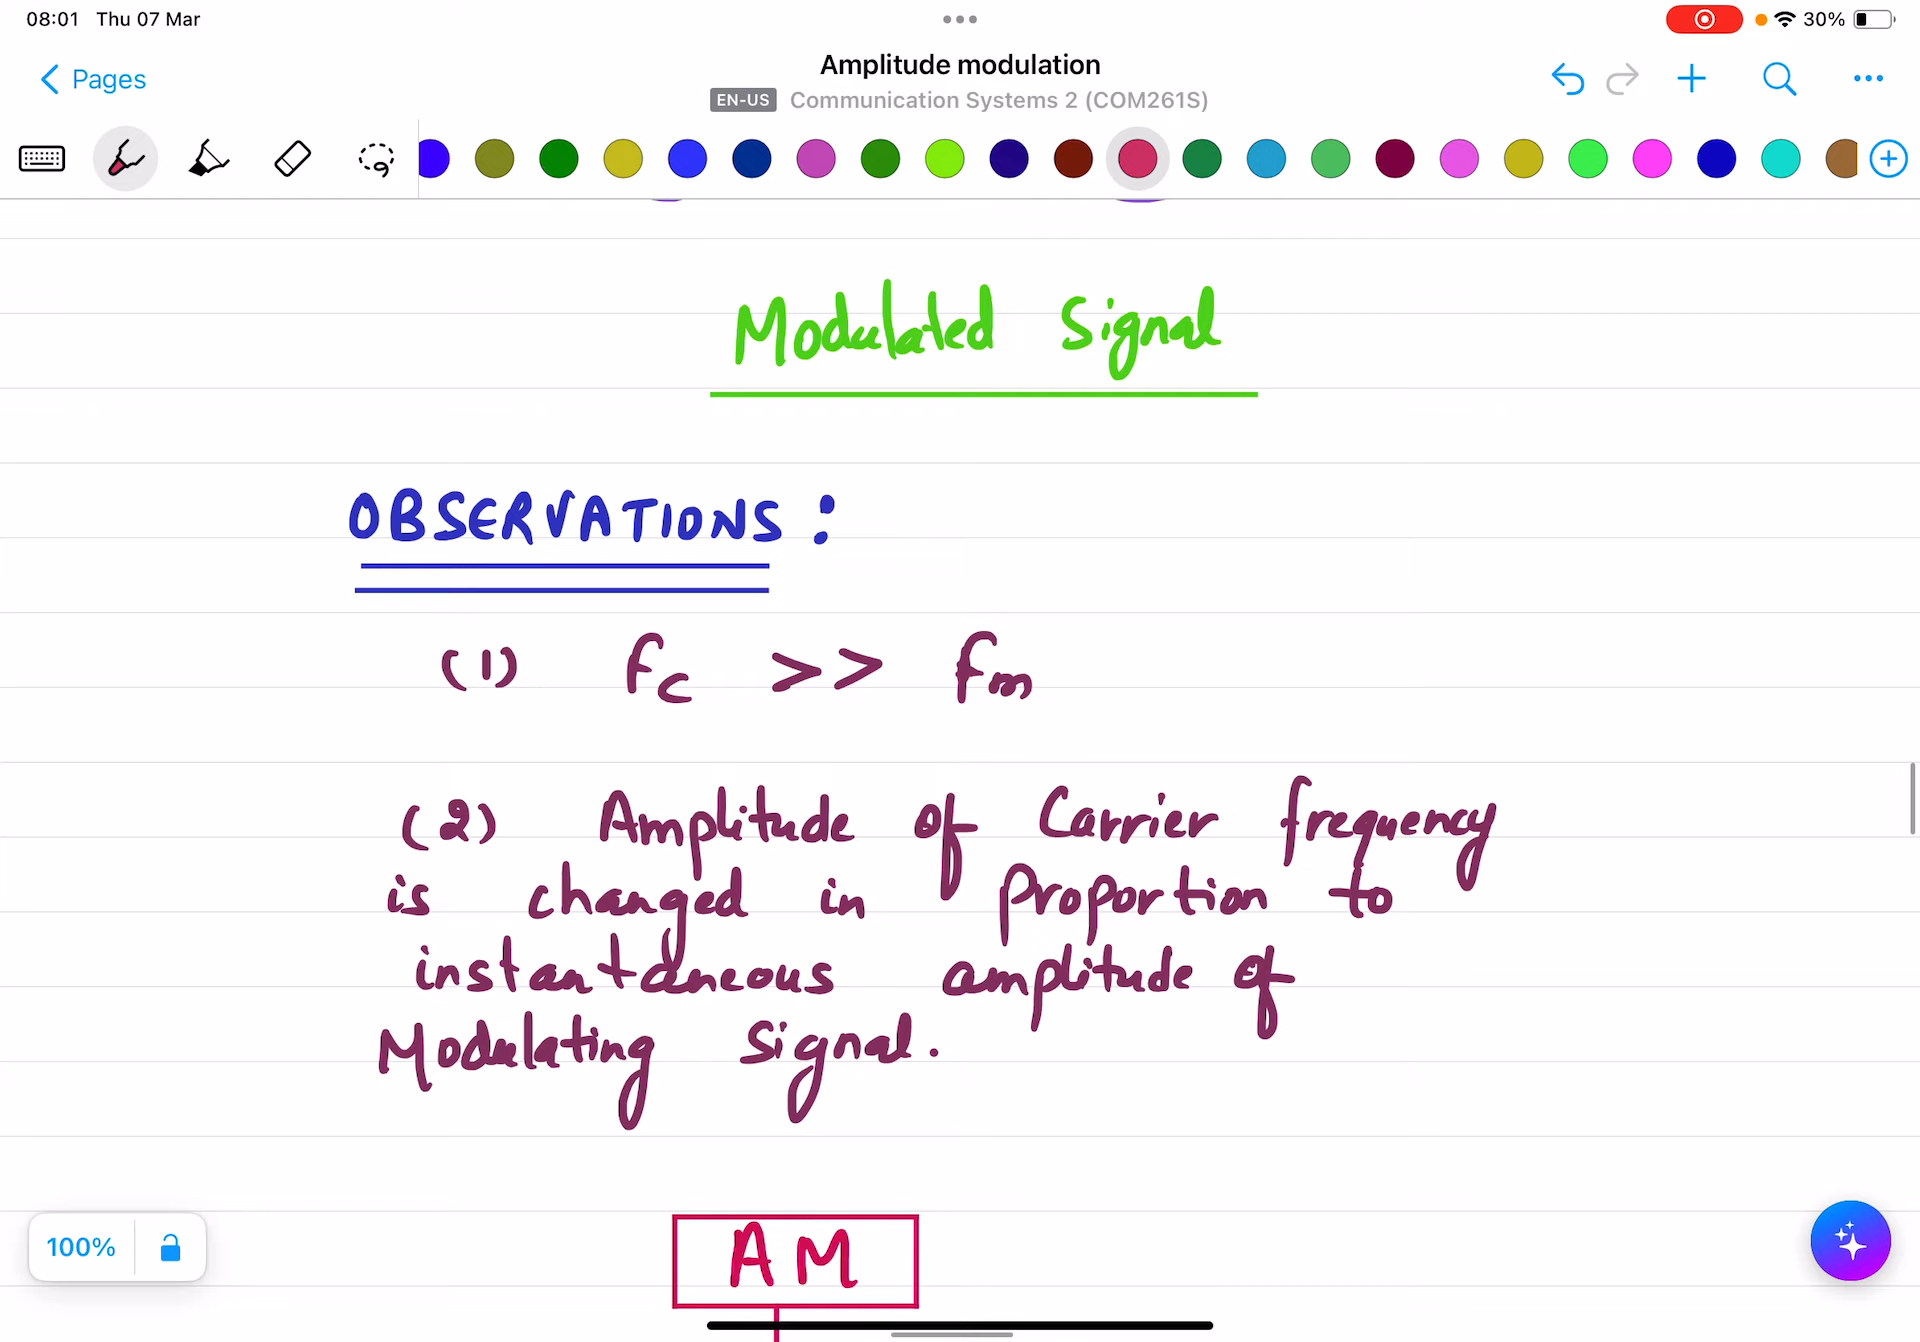 08:01 Thu 07 Mar
30%
Pages
Amplitude modulation
EN-US Communication Systems 2 (COM261S)
Modulated Signal
OBSERVATIONS :
(1) fc >> fm
(2) Amplitude of Carrier frequency
is changed in proportion to
instantaneous amplitude of
Modulating Signal.
100%
AM